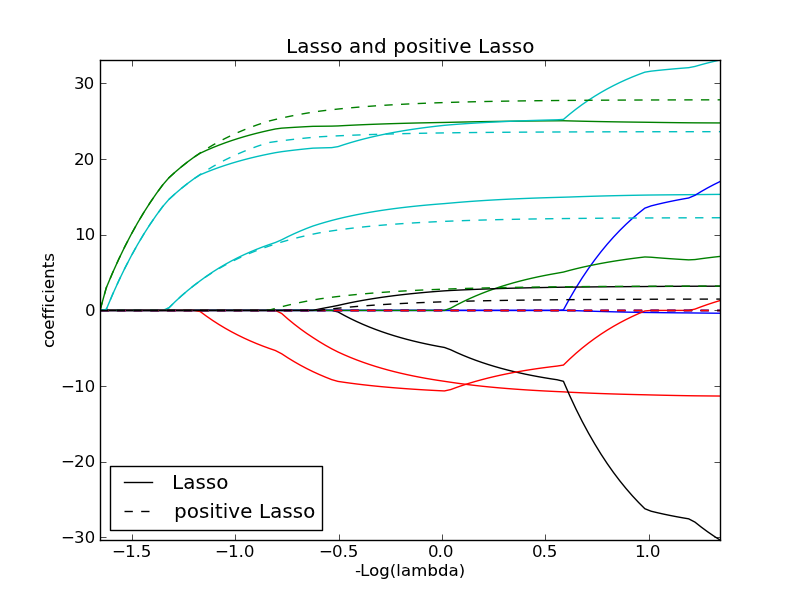 Lasso and positive Lasso
30
20
10
0
−10
−20
−30
coefficients
Lasso
positive Lasso
−1.5 −1.0 −0.5 0.0 0.5 1.0
-Log(lambda)